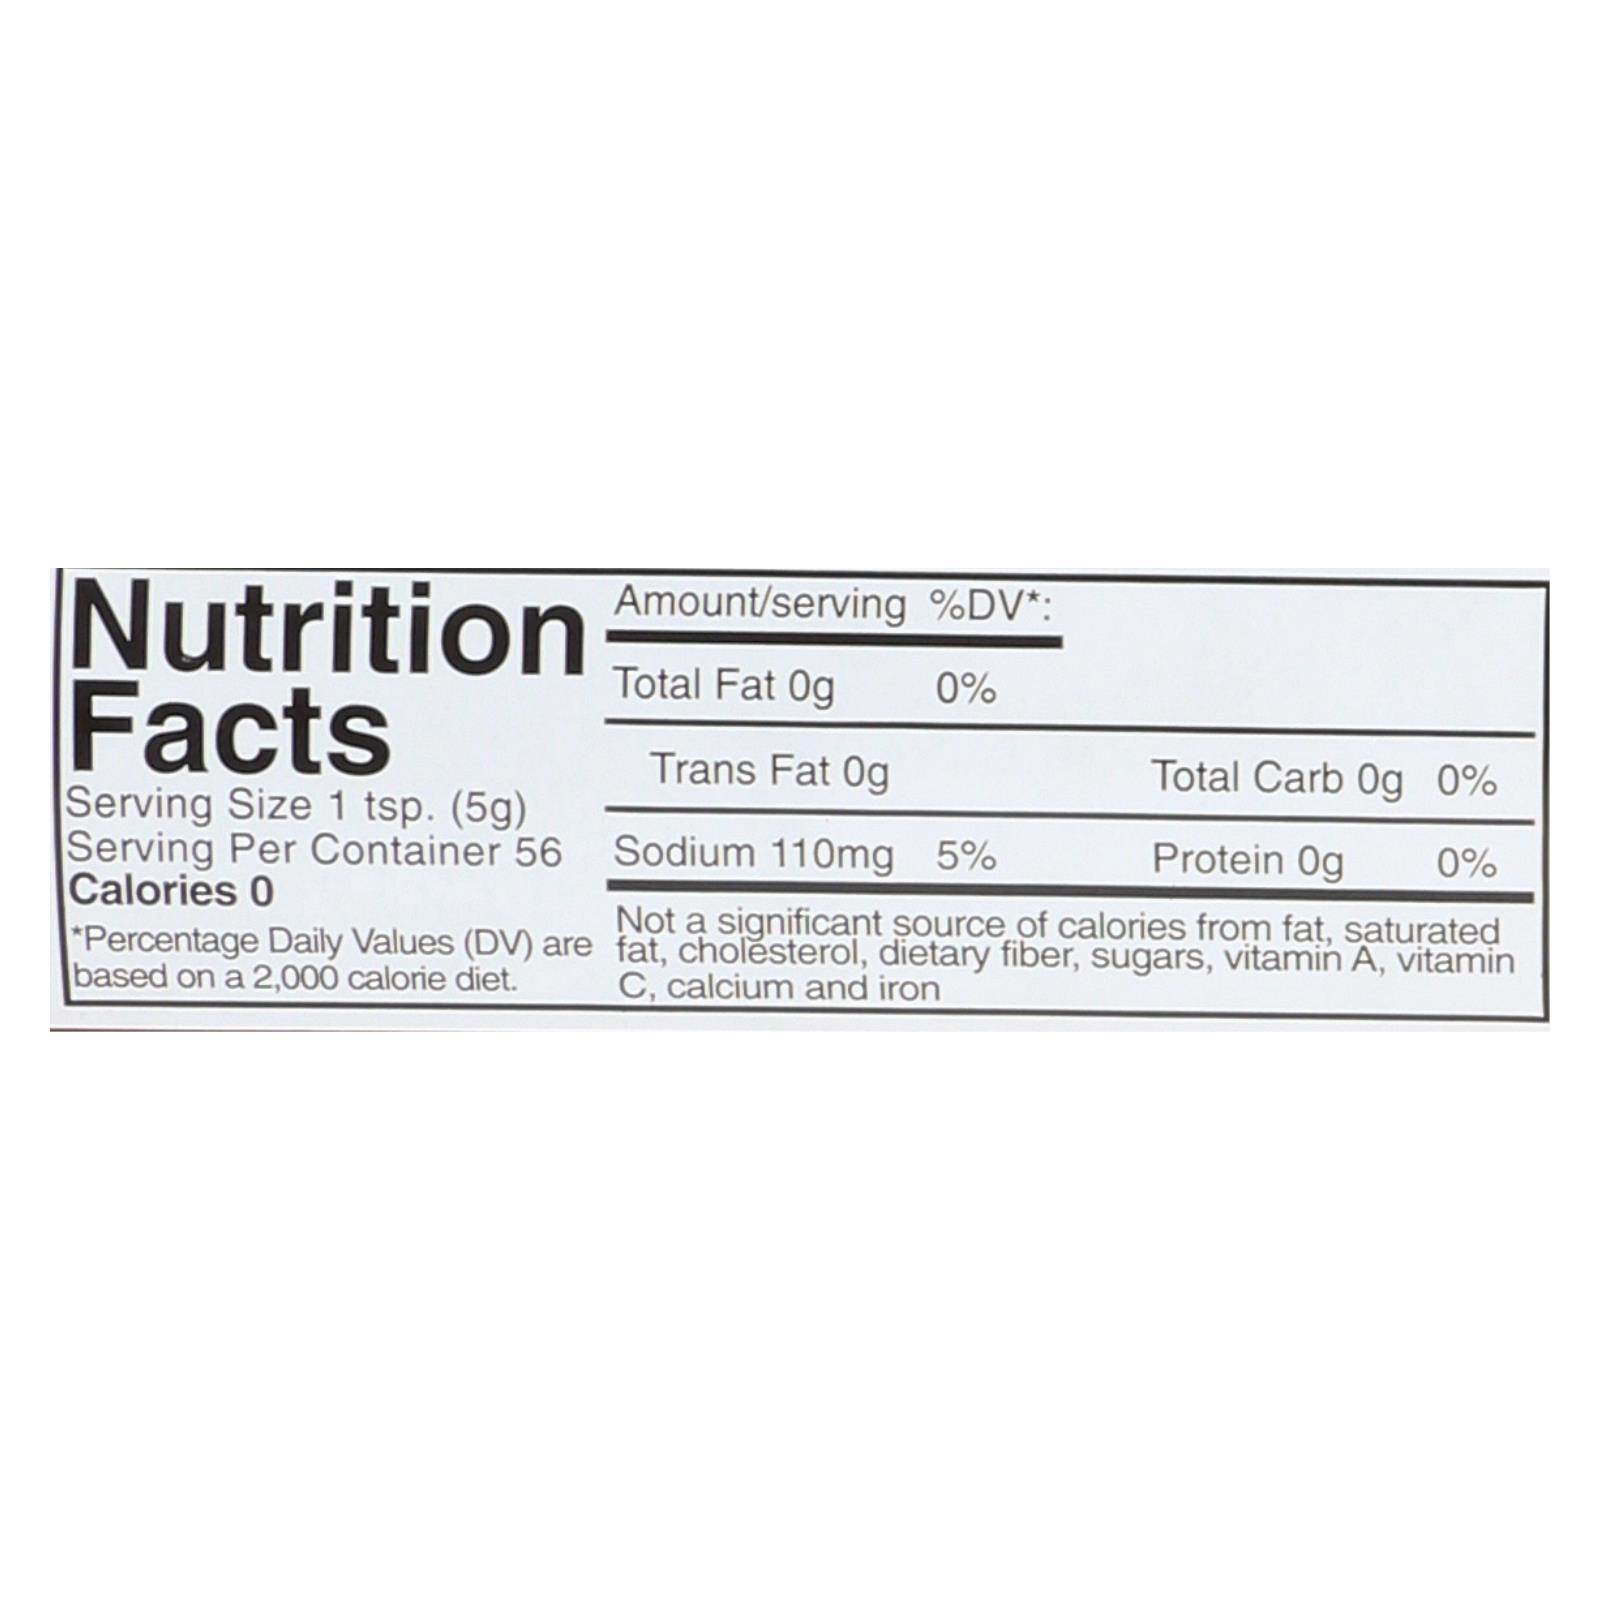 Nutrition
Facts
Serving Size 1 tsp. (5g)
Serving Per Container 56
Calories 0
*Percentage Daily Values (DV) are
based on a 2,000 calorie diet.
Amount/serving %DV*:
Total Fat 0g 0%
Trans Fat 0g Total Carb 0g 0%
Sodium 110mg 5% Protein 0g 0%
Not a significant source of calories from fat, saturated
fat, cholesterol, dietary fiber, sugars, vitamin A, vitamin
C, calcium and iron